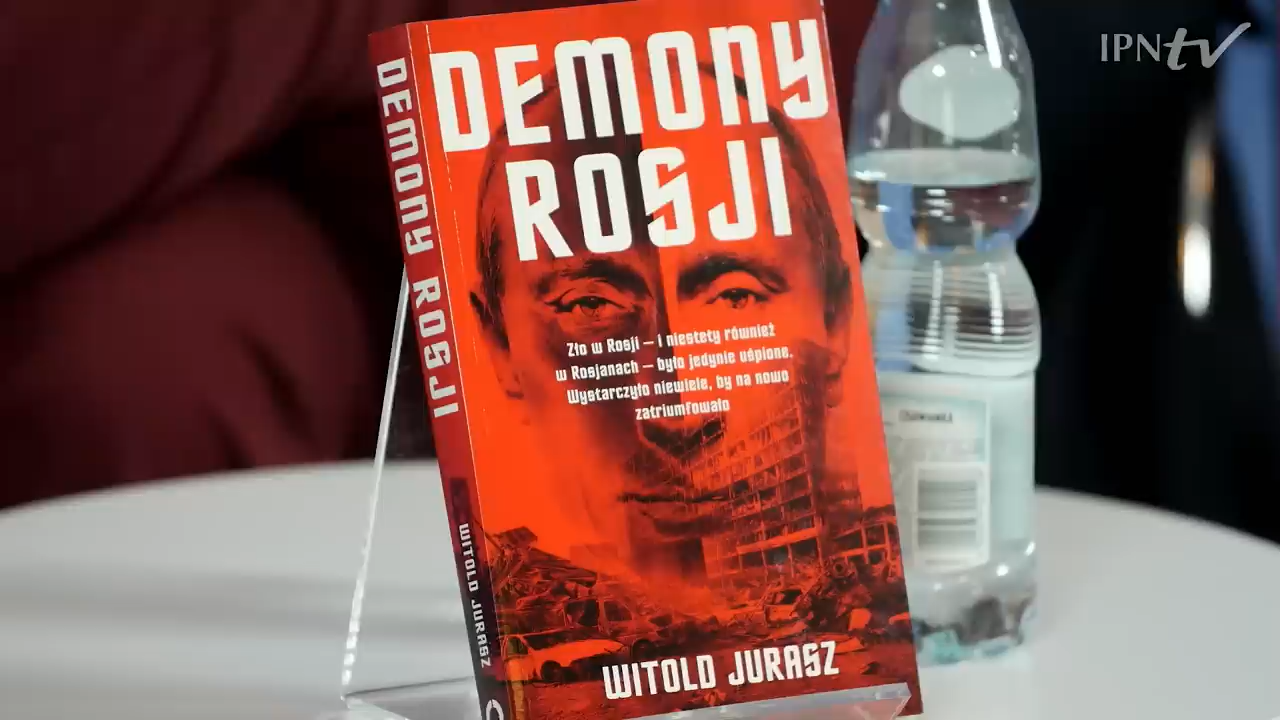 IPNtv
DEMONY
ROSJI
Zło w Rosji – i niestety również
w Rosjanach – było jedynie uśpione.
Wystarczyło niewiele, by na nowo
zatriumfowało
WITOLD JURASZ
DEMONY ROSJI
WITOLD JURASZ